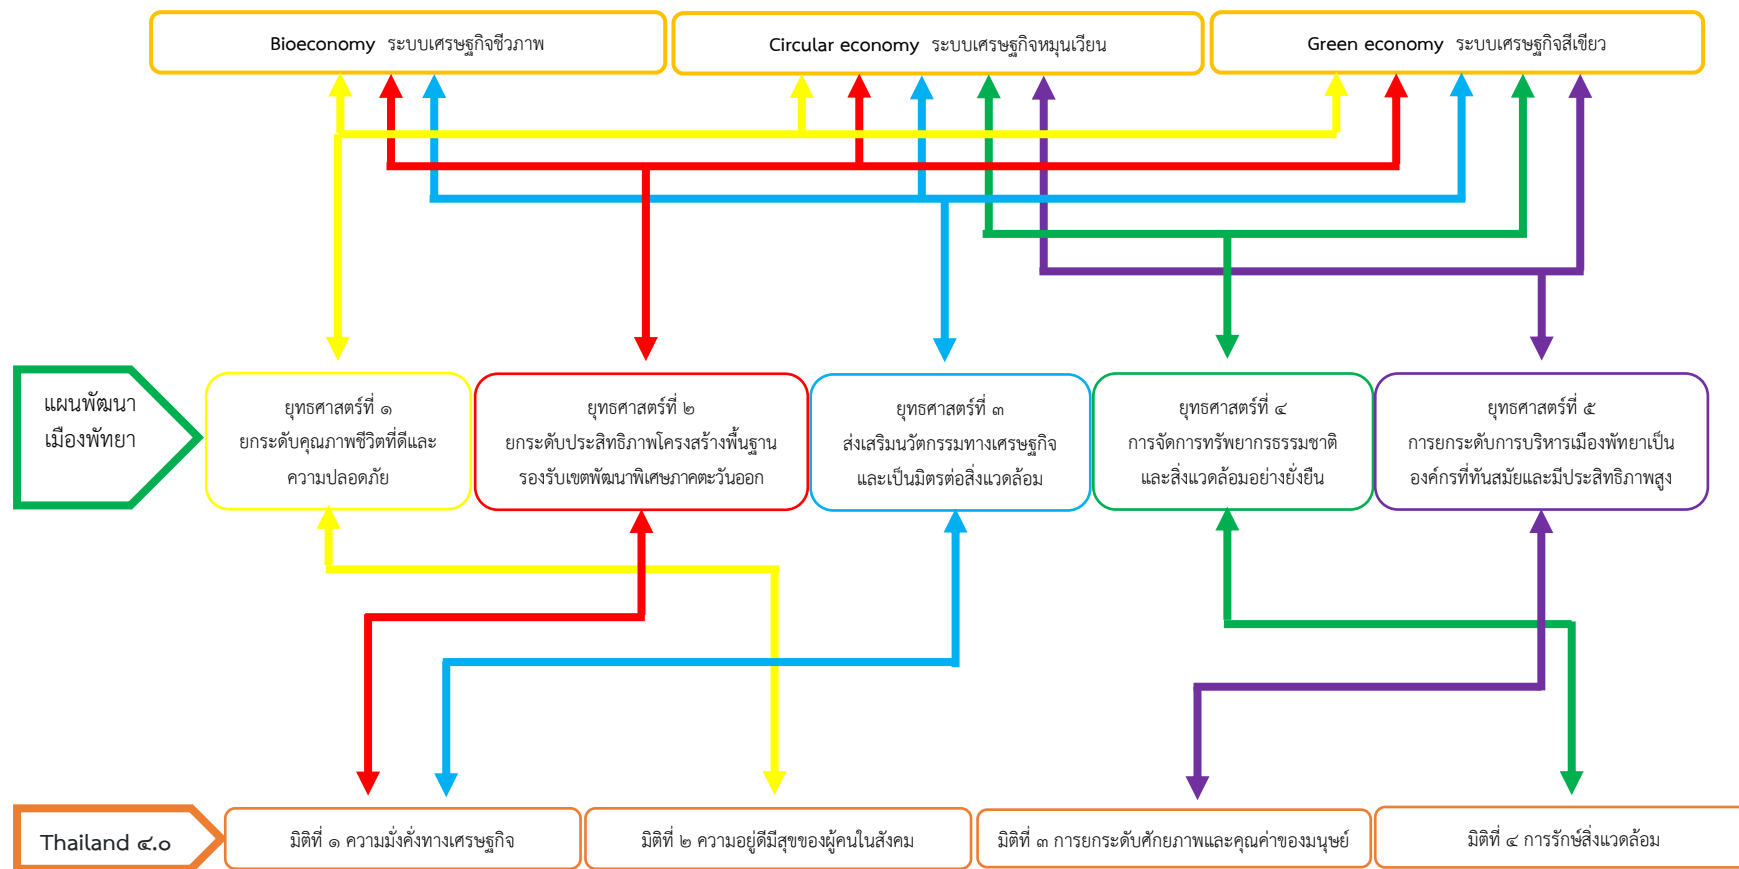 Bioeconomy ระบบเศรษฐกิจชีวภาพ
Circular economy ระบบเศรษฐกิจหมุนเวียน
Green economy ระบบเศรษฐกิจสีเขียว
แผนพัฒนา
เมืองพัทยา
ยุทธศาสตร์ที่ ๑
ยกระดับคุณภาพชีวิตที่ดีและ
ความปลอดภัย
ยุทธศาสตร์ที่ ๒
ยกระดับประสิทธิภาพโครงสร้างพื้นฐาน
รองรับเขตพัฒนาพิเศษภาคตะวันออก
ยุทธศาสตร์ที่ ๓
ส่งเสริมนวัตกรรมทางเศรษฐกิจ
และเป็นมิตรต่อสิ่งแวดล้อม
ยุทธศาสตร์ที่ ๔
การจัดการทรัพยากรธรรมชาติ
และสิ่งแวดล้อมอย่างยั่งยืน
ยุทธศาสตร์ที่ ๕
การยกระดับการบริหารเมืองพัทยาเป็น
องค์กรที่ทันสมัยและมีประสิทธิภาพสูง
Thailand ๔.๐
มิติที่ ๑ ความมั่งคั่งทางเศรษฐกิจ
มิติที่ ๒ ความอยู่ดีมีสุขของผู้คนในสังคม
มิติที่ ๓ การยกระดับศักยภาพและคุณค่าของมนุษย์
มิติที่ ๔ การรักษ์สิ่งแวดล้อม